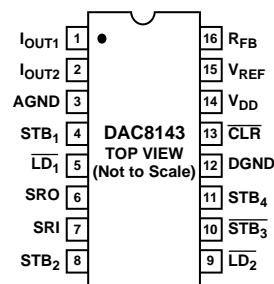 IOUT1 1 16 RFB
IOUT2 2 15 VREF
AGND 3 14 VDD
STB1 4 DAC8143 13 CLR
LD1 5 TOP VIEW 12 DGND
(Not to Scale)
SRO 6 11 STB4
SRI 7 10 STB3
STB2 8 9 LD2